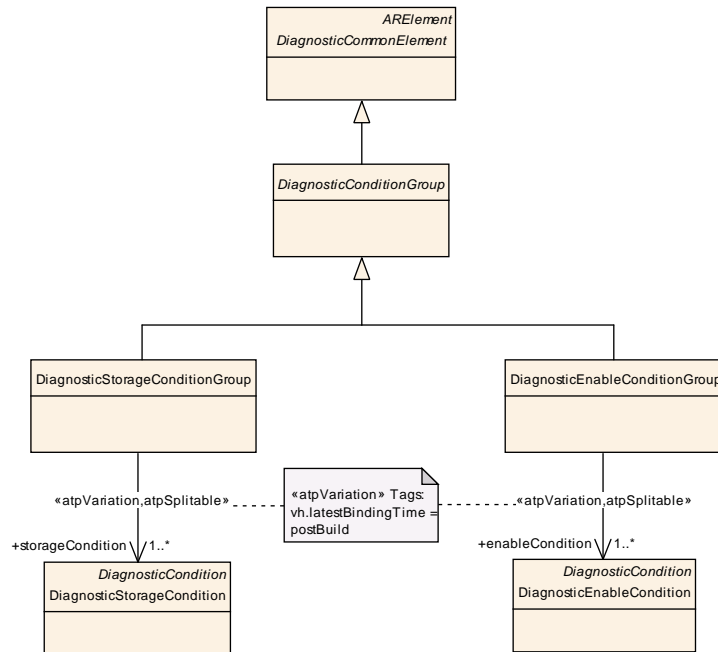 ARElement
DiagnosticCommonElement
DiagnosticConditionGroup
DiagnosticStorageConditionGroup
DiagnosticEnableConditionGroup
«atpVariation,atpSplitable»
«atpVariation» Tags:
vh.latestBindingTime =
postBuild
«atpVariation,atpSplitable»
+storageCondition
1..*
+enableCondition
1..*
DiagnosticCondition
DiagnosticStorageCondition
DiagnosticCondition
DiagnosticEnableCondition